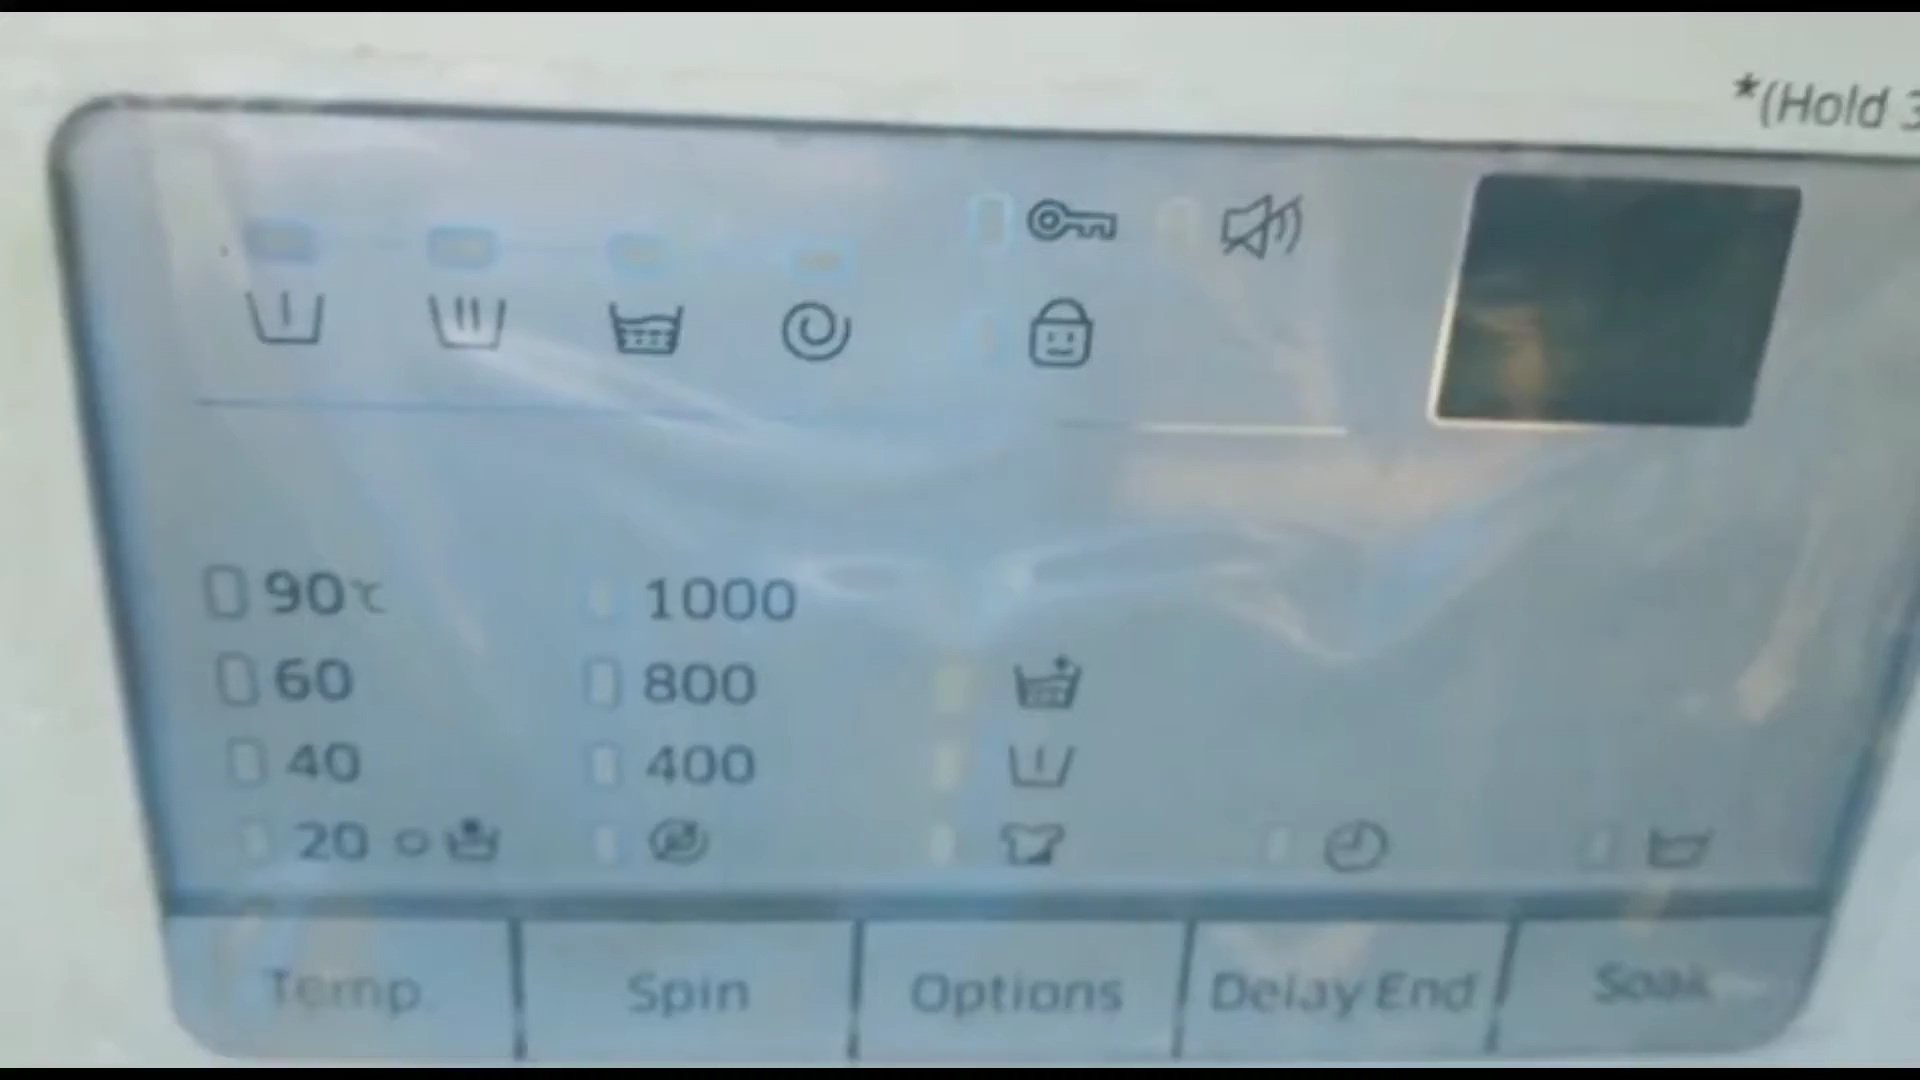 *(Hold 3
90℃
1000
60
800
40
400
20
Temp.
Spin
Options
Delay End
Soak